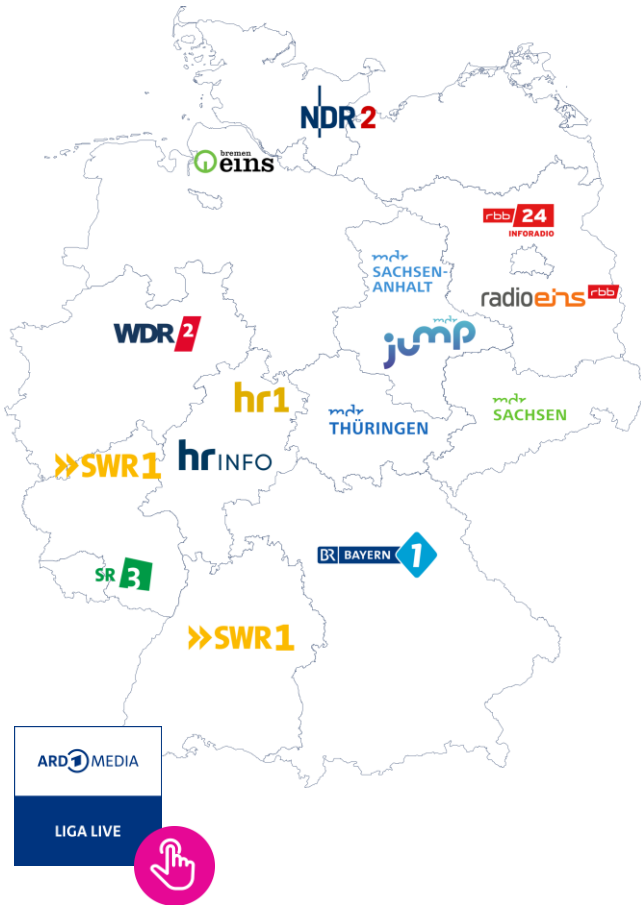 NDR 2
bremen
eins
rbb 24
INFORADIO
mdr
SACHSEN-
ANHALT
radioeins rbb
WDR 2
mdr
jump
hr1
mdr
THÜRINGEN
mdr
SACHSEN
»SWR1
hr INFO
BR BAYERN 1
SR 3
»SWR1
ARD 1 MEDIA
LIGA LIVE